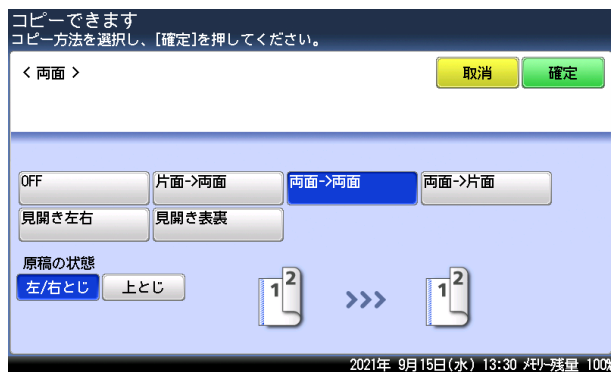 コピーできます
コピー方法を選択し、[確定]を押してください。
< 両面 >
取消
確定
OFF
片面->両面
両面->両面
両面->片面
見開き左右
見開き表裏
原稿の状態
左/右とじ
上とじ
1 2
>>>
1 2
2021年 9月15日(水) 13:30 ﾒﾓﾘｰ残量 100%